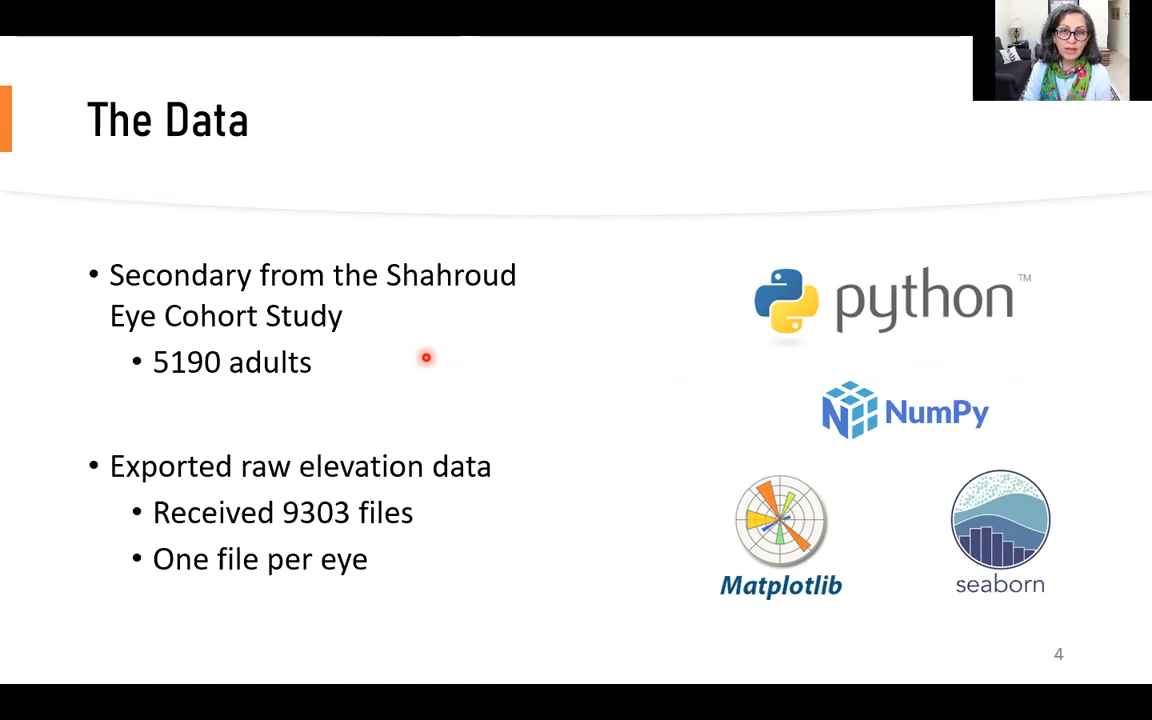 The Data
• Secondary from the Shahroud
Eye Cohort Study
• 5190 adults
• Exported raw elevation data
• Received 9303 files
• One file per eye
python™
NumPy
Matplotlib
seaborn
4